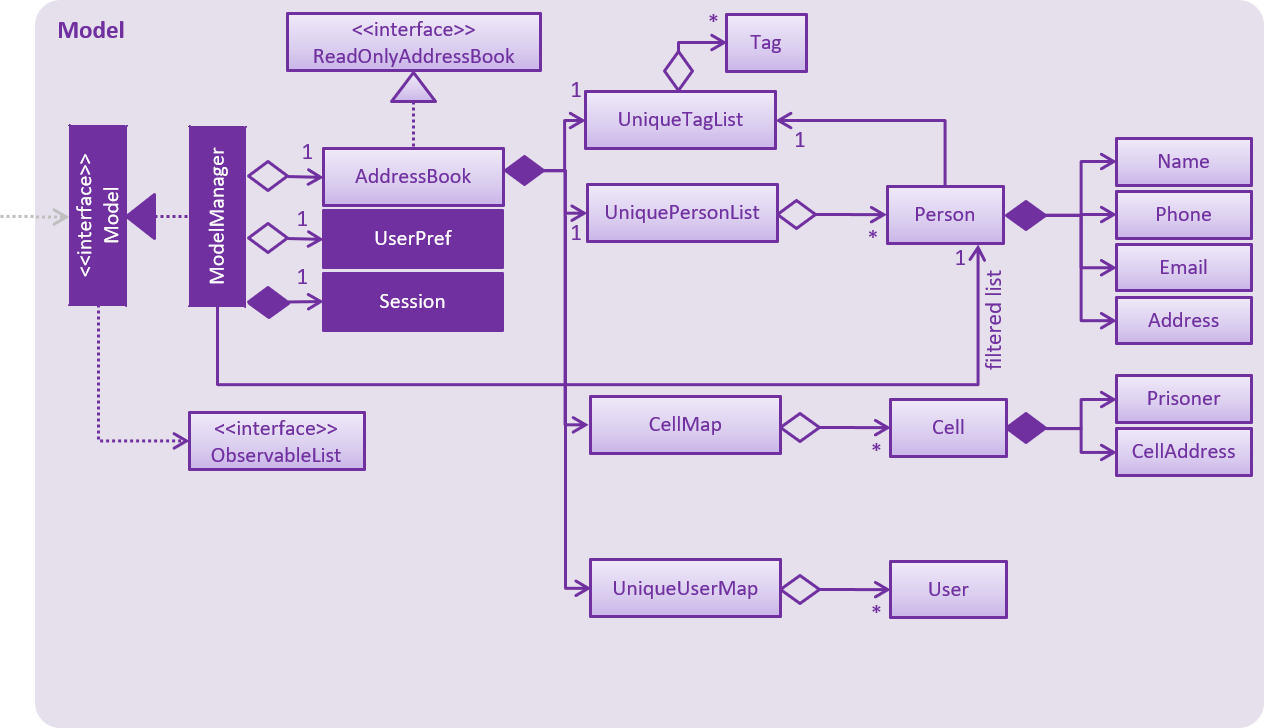 Model
<<interface>>
ReadOnlyAddressBook
*
Tag
1
UniqueTagList
1
<<interface>>
Model
ModelManager
1
AddressBook
1
UserPref
1
Session
UniquePersonList
1
*
Person
1
filtered list
Name
Phone
Email
Address
<<interface>>
ObservableList
CellMap
*
Cell
Prisoner
CellAddress
UniqueUserMap
*
User